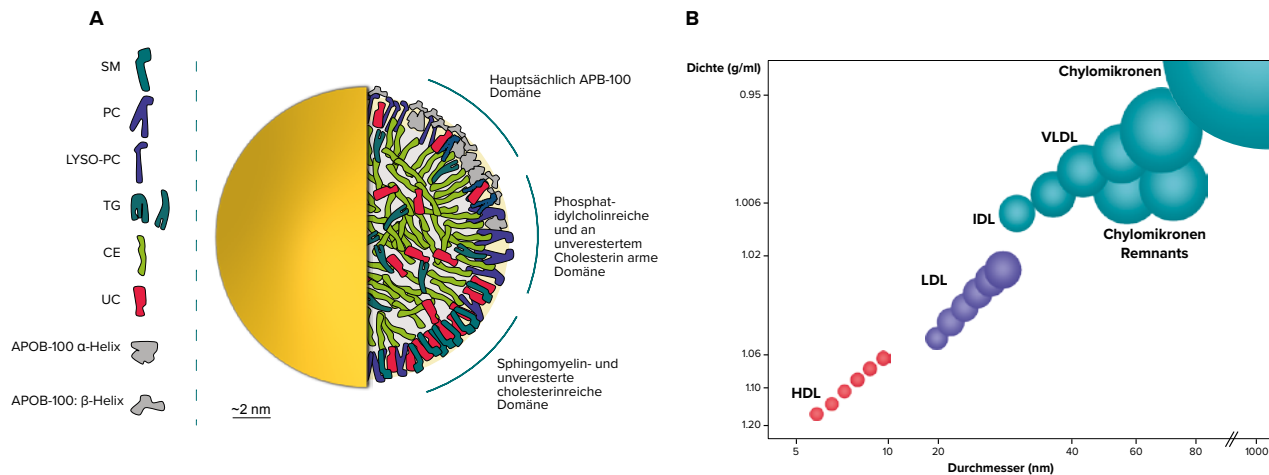 A
SM
PC
LYSO-PC
TG
CE
UC
APOB-100 α-Helix
APOB-100: β-Helix
~2 nm
Hauptsächlich APB-100
Domäne
Phosphat-
idylcholinreiche
und an
unverestertem
Cholesterin arme
Domäne
Sphingomyelin- und
unveresterte
cholesterinreiche
Domäne
B
Dichte (g/ml)
0.95
1.006
1.02
1.06
1.10
1.20
Chylomikronen
VLDL
IDL
Chylomikronen
Remnants
LDL
HDL
5
10
20
40
60
80
1000
Durchmesser (nm)